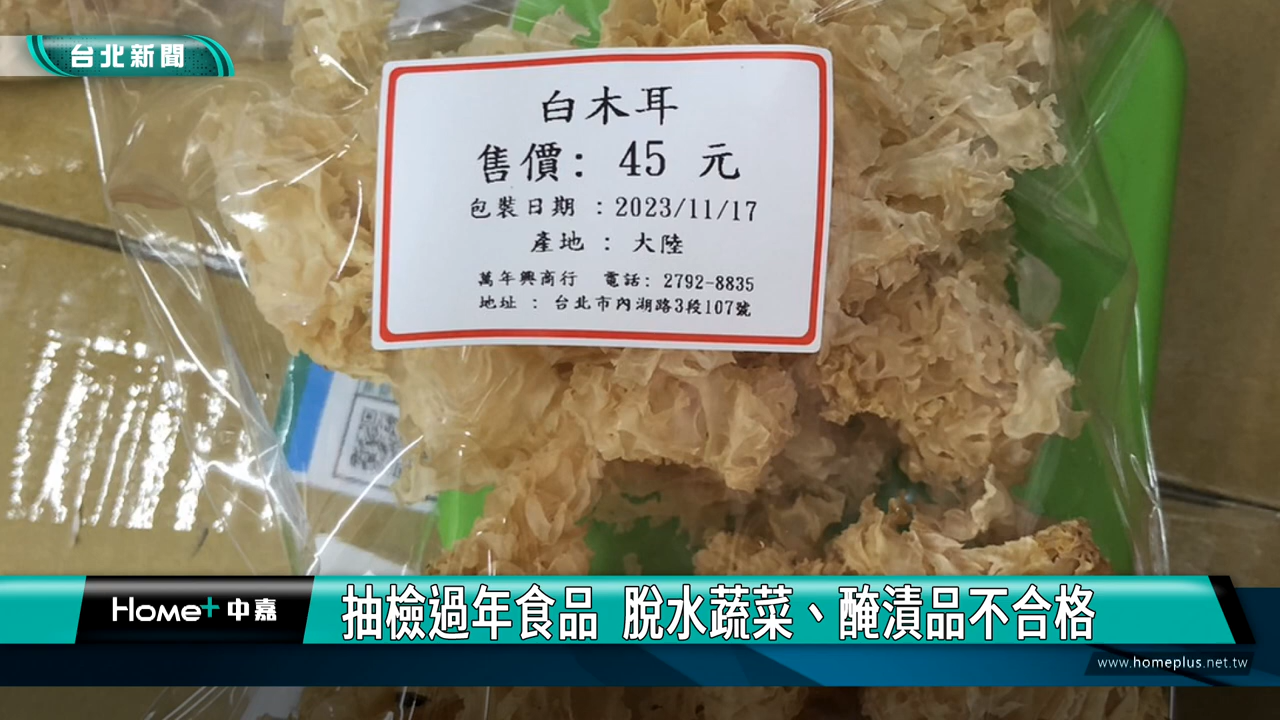 台北新聞
白木耳
售價: 45 元
包裝日期 : 2023/11/17
產地 : 大陸
萬年興商行 電話: 2792-8835
地址 : 台北市內湖路3段107號
Home+中嘉
抽檢過年食品 脫水蔬菜、醃漬品不合格
www.homeplus.net.tw